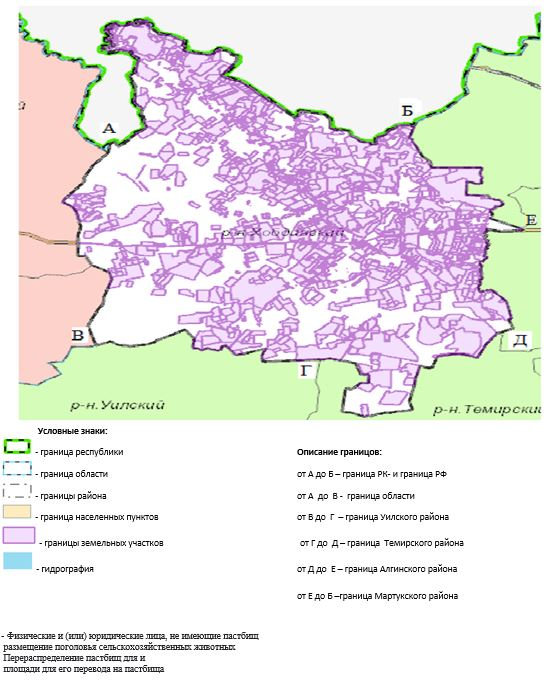 А
Б
р-н. Хобдинский
Е
В
Г
Д
р-н. Уилский
р-н. Темирский
Условные знаки:
- граница республики
- граница области
- границы района
- граница населенных пунктов
- границы земельных участков
- гидрография
Описание границов:
от А до Б – граница РК- и граница РФ
от А до В - граница области
от В до Г – граница Уилского района
от Г до Д – граница Темирского района
от Д до Е – граница Алгинского района
от Е до Б –граница Мартукского района
- Физические и (или) юридические лица, не имеющие пастбищ
размещение поголовья сельскохозяйственных животных
Перераспределение пастбищ для и
площади для его перевода на пастбища